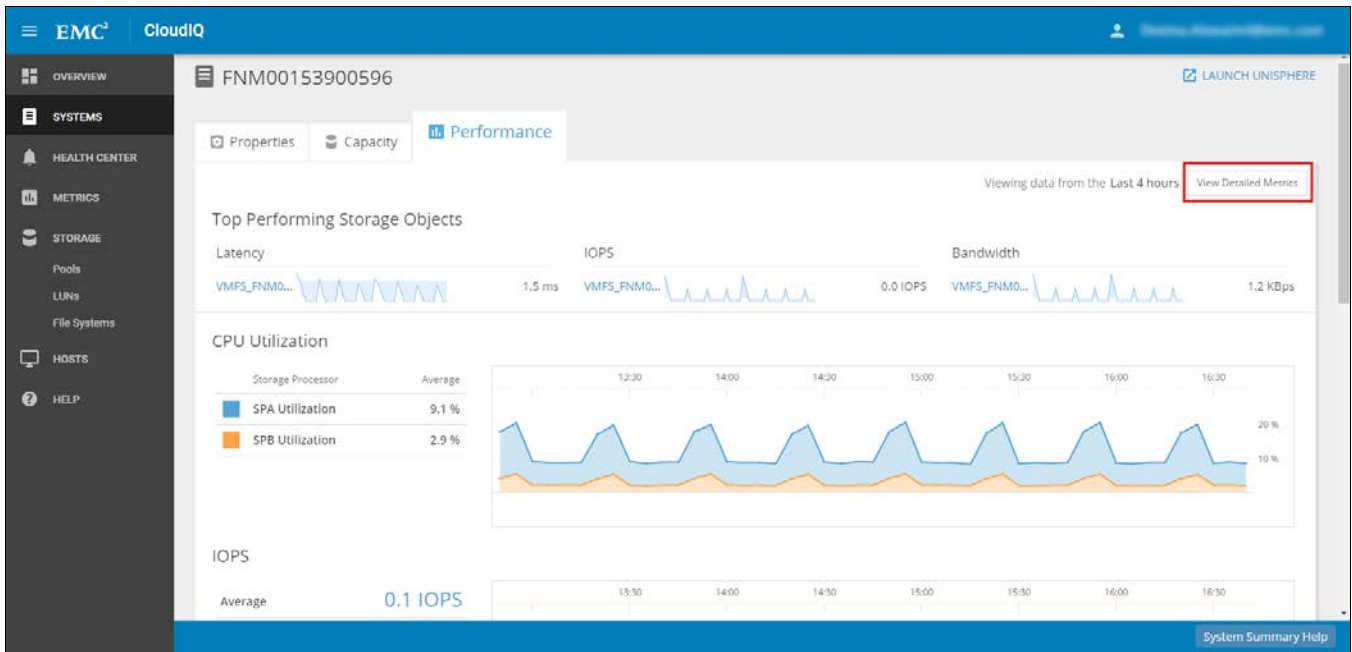 EMC² CloudIQ
OVERVIEW
SYSTEMS
HEALTH CENTER
METRICS
STORAGE
Pools
LUNs
File Systems
HOSTS
HELP
FNM00153900596
LAUNCH UNISPHERE
Properties
Capacity
Performance
Viewing data from the Last 4 hours
View Detailed Metrics
Top Performing Storage Objects
Latency
IOPS
Bandwidth
VMFS_FNM0...
1.5 ms
VMFS_FNM0...
0.0 IOPS
VMFS_FNM0...
1.2 KBps
CPU Utilization
Storage Processor Average
SPA Utilization 9.1 %
SPB Utilization 2.9 %
13:30 14:00 14:30 15:00 15:30 16:00 16:30
20 %
10 %
IOPS
Average 0.1 IOPS
13:30 14:00 14:30 15:00 15:30 16:00 16:30
System Summary Help